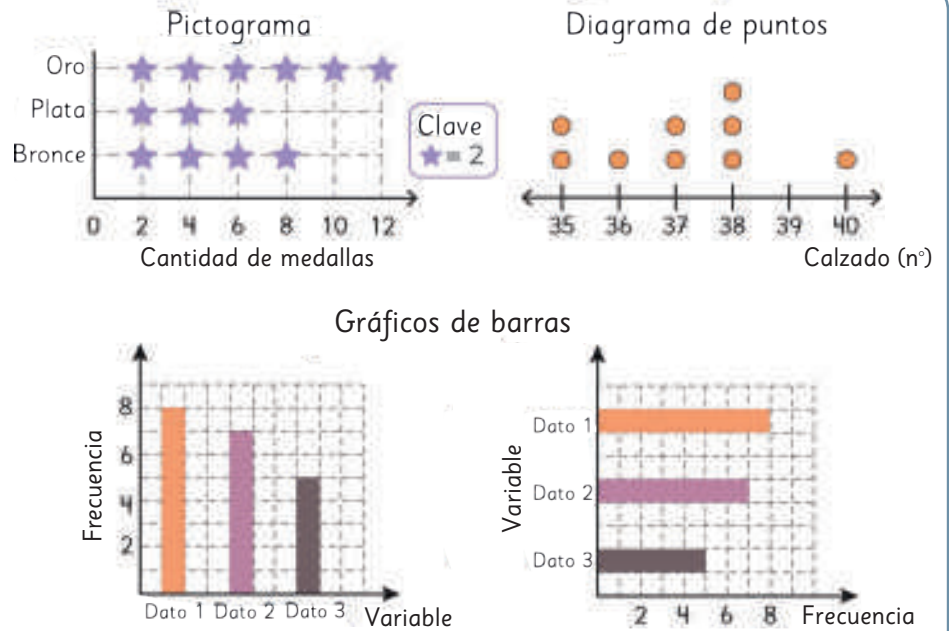 Pictograma
Oro
Plata
Bronce
0 2 4 6 8 10 12
Cantidad de medallas
Clave
= 2
Diagrama de puntos
35 36 37 38 39 40
Calzado (n°)
Gráficos de barras
Frecuencia
8
6
4
2
Dato 1 Dato 2 Dato 3
Variable
Variable
Dato 1
Dato 2
Dato 3
2 4 6 8
Frecuencia